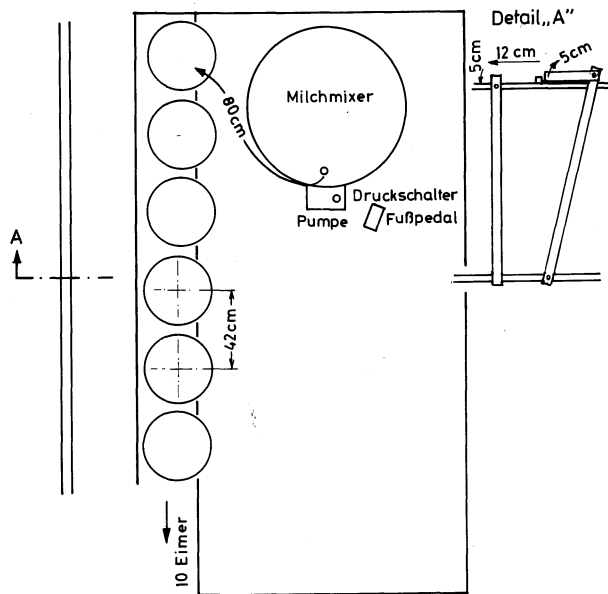 Detail „A"
5cm
12 cm
5cm
Milchmixer
80cm
Druckschalter
Pumpe
Fußpedal
A
42cm
10 Eimer